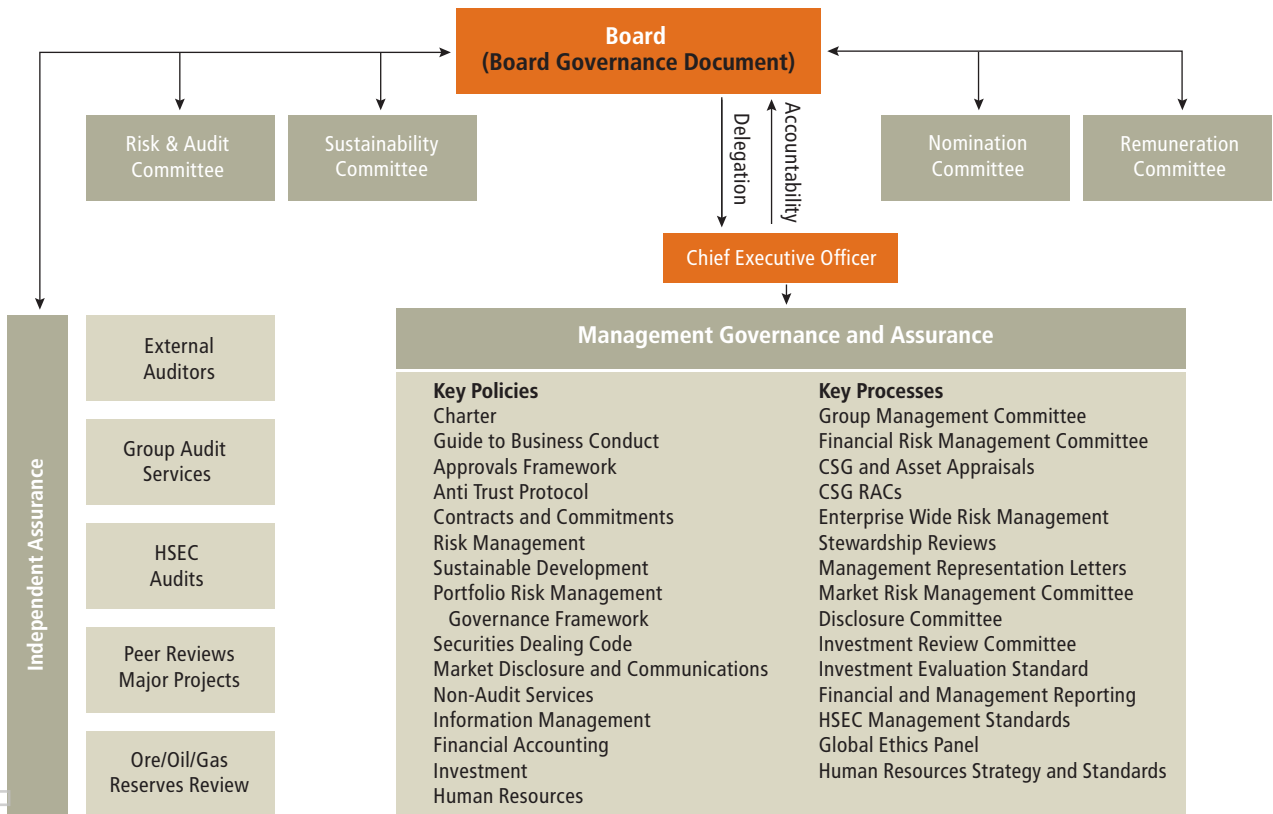 Board
(Board Governance Document)
Risk & Audit
Committee
Sustainability
Committee
Delegation
Accountability
Nomination
Committee
Remuneration
Committee
Chief Executive Officer
Independent Assurance
External
Auditors
Group Audit
Services
HSEC
Audits
Peer Reviews
Major Projects
Ore/Oil/Gas
Reserves Review
Management Governance and Assurance
Key Policies
Charter
Guide to Business Conduct
Approvals Framework
Anti Trust Protocol
Contracts and Commitments
Risk Management
Sustainable Development
Portfolio Risk Management
Governance Framework
Securities Dealing Code
Market Disclosure and Communications
Non-Audit Services
Information Management
Financial Accounting
Investment
Human Resources
Key Processes
Group Management Committee
Financial Risk Management Committee
CSG and Asset Appraisals
CSG RACs
Enterprise Wide Risk Management
Stewardship Reviews
Management Representation Letters
Market Risk Management Committee
Disclosure Committee
Investment Review Committee
Investment Evaluation Standard
Financial and Management Reporting
HSEC Management Standards
Global Ethics Panel
Human Resources Strategy and Standards